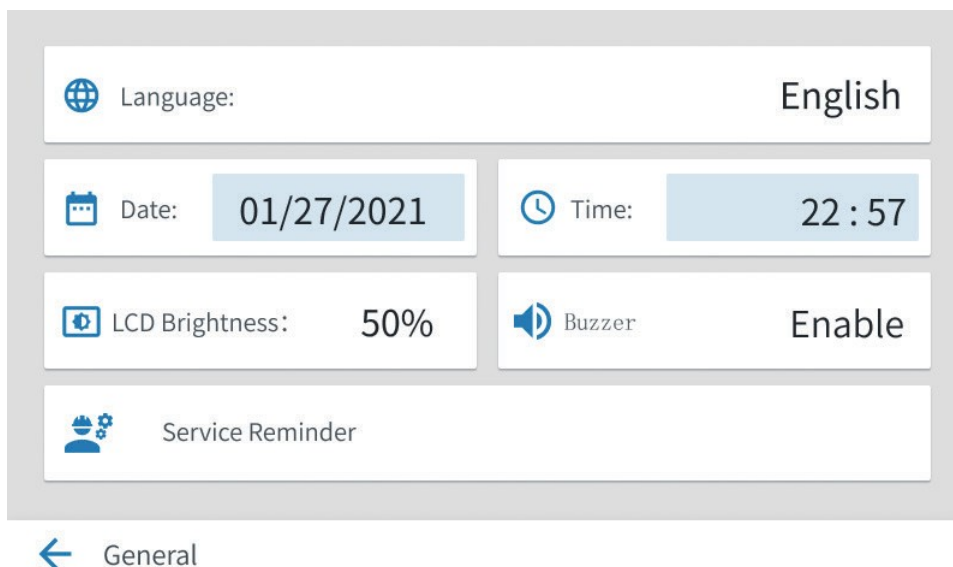 Language: English
Date: 01/27/2021 Time: 22 : 57
LCD Brightness: 50% Buzzer Enable
Service Reminder
General